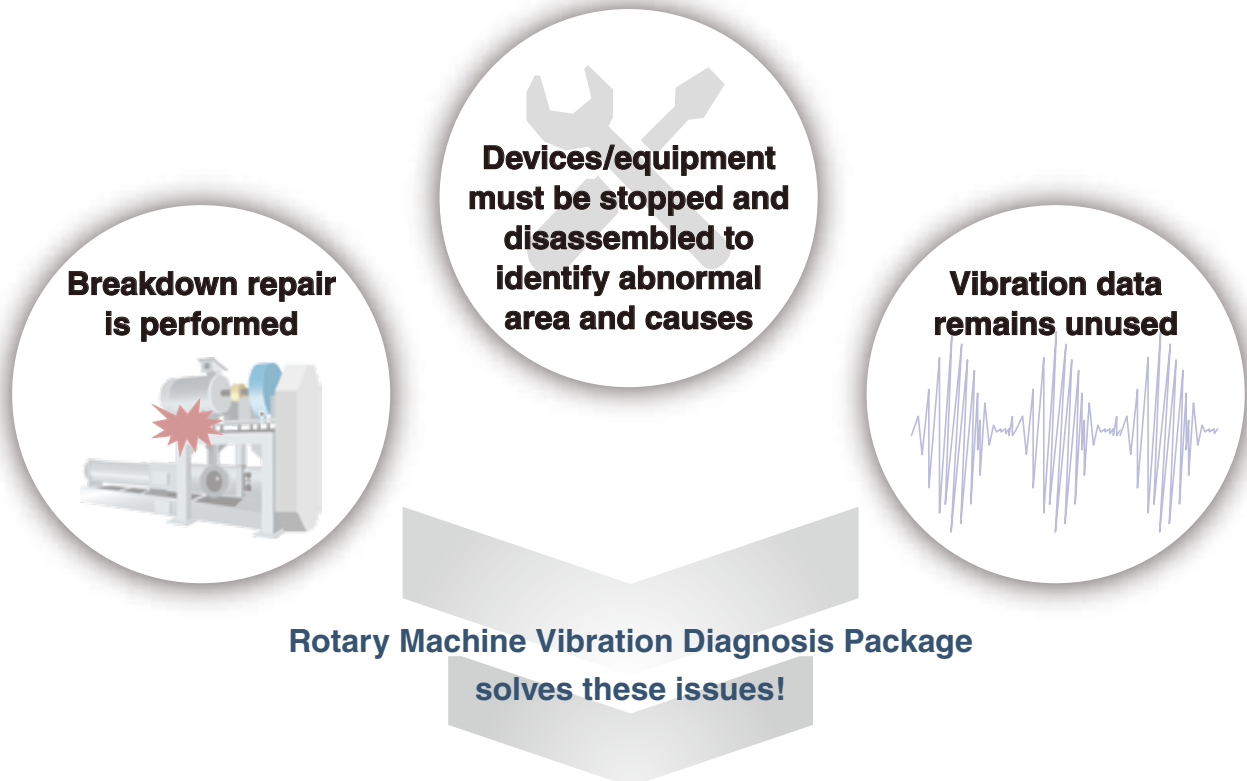 Breakdown repair
is performed
Devices/equipment
must be stopped and
disassembled to
identify abnormal
area and causes
Vibration data
remains unused
Rotary Machine Vibration Diagnosis Package
solves these issues!